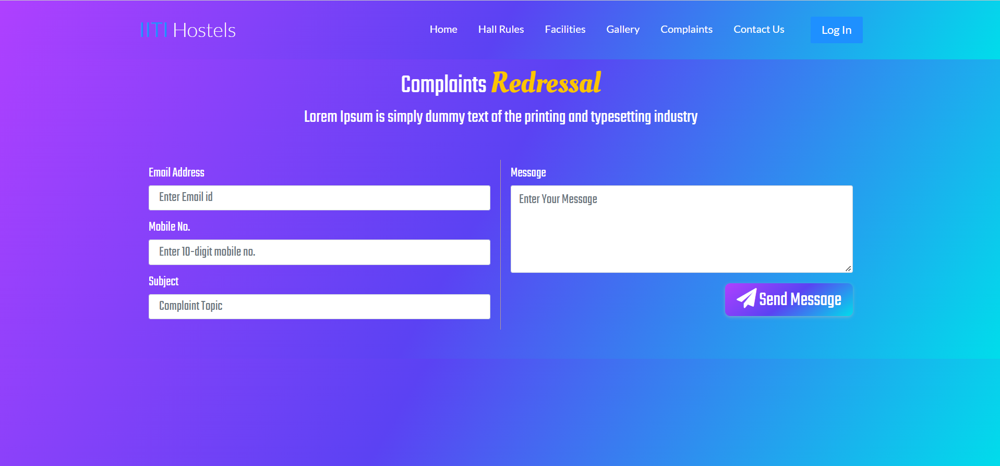 IITI Hostels
Home
Hall Rules
Facilities
Gallery
Complaints
Contact Us
Log In
Complaints Redressal
Lorem Ipsum is simply dummy text of the printing and typesetting industry
Email Address
Enter Email id
Mobile No.
Enter 10-digit mobile no.
Subject
Complaint Topic
Message
Enter Your Message
Send Message